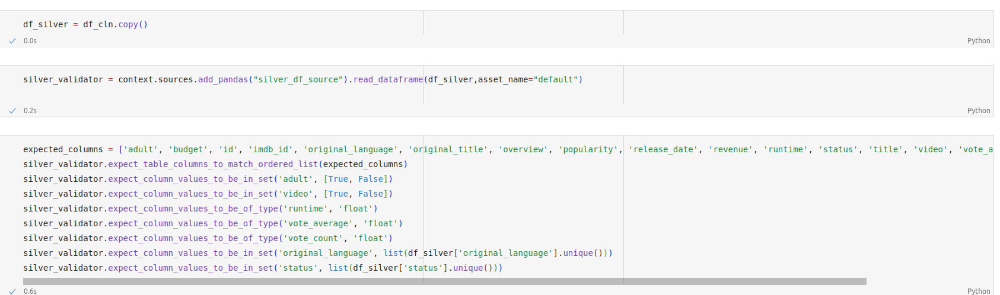 df_silver = df_cln.copy()
0.0s
Python
silver_validator = context.sources.add_pandas("silver_df_source").read_dataframe(df_silver,asset_name="default")
0.2s
Python
expected_columns = ['adult', 'budget', 'id', 'imdb_id', 'original_language', 'original_title', 'overview', 'popularity', 'release_date', 'revenue', 'runtime', 'status', 'title', 'video', 'vote_a
silver_validator.expect_table_columns_to_match_ordered_list(expected_columns)
silver_validator.expect_column_values_to_be_in_set('adult', [True, False])
silver_validator.expect_column_values_to_be_in_set('video', [True, False])
silver_validator.expect_column_values_to_be_of_type('runtime', 'float')
silver_validator.expect_column_values_to_be_of_type('vote_average', 'float')
silver_validator.expect_column_values_to_be_of_type('vote_count', 'float')
silver_validator.expect_column_values_to_be_in_set('original_language', list(df_silver['original_language'].unique()))
silver_validator.expect_column_values_to_be_in_set('status', list(df_silver['status'].unique()))
0.6s
Python